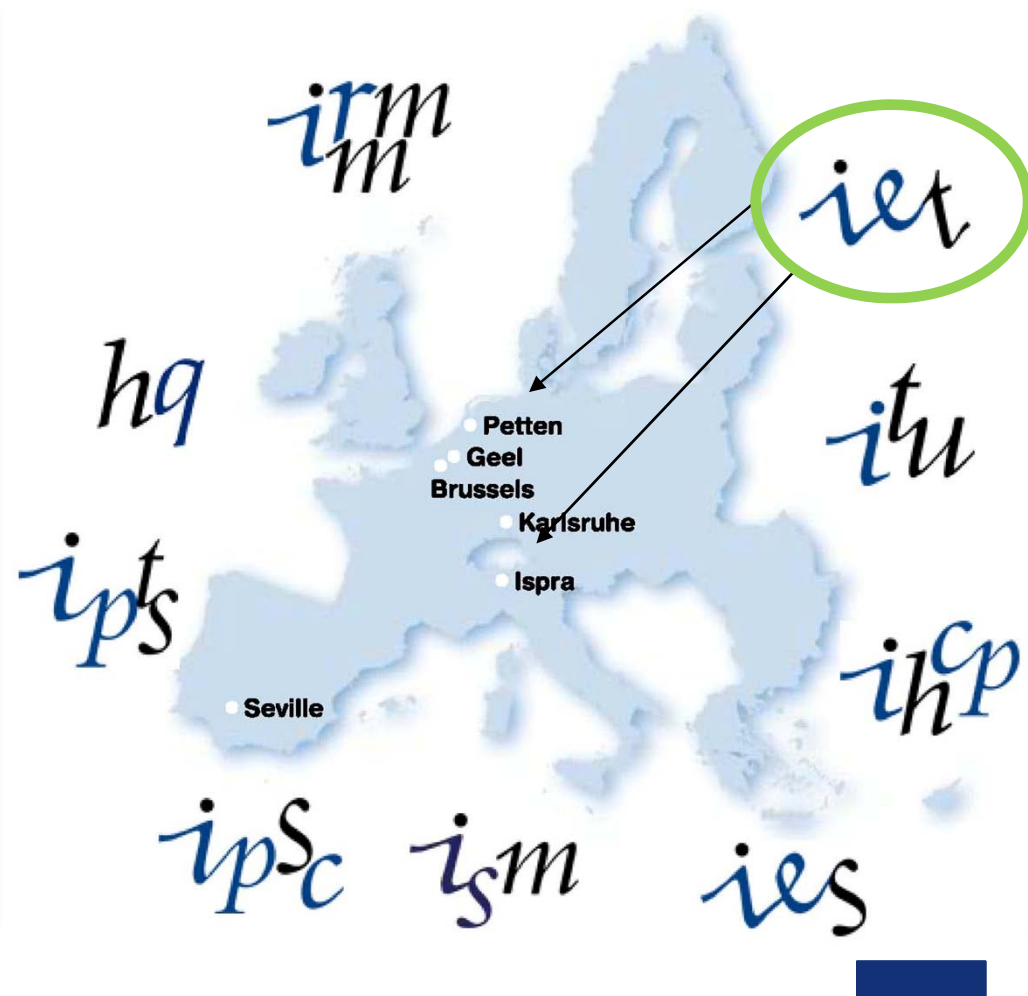 irmm
iet
hq
itu
Petten
Geel
Brussels
Karlsruhe
ipts
Ispra
ihcp
Seville
ipsc
ism
ies